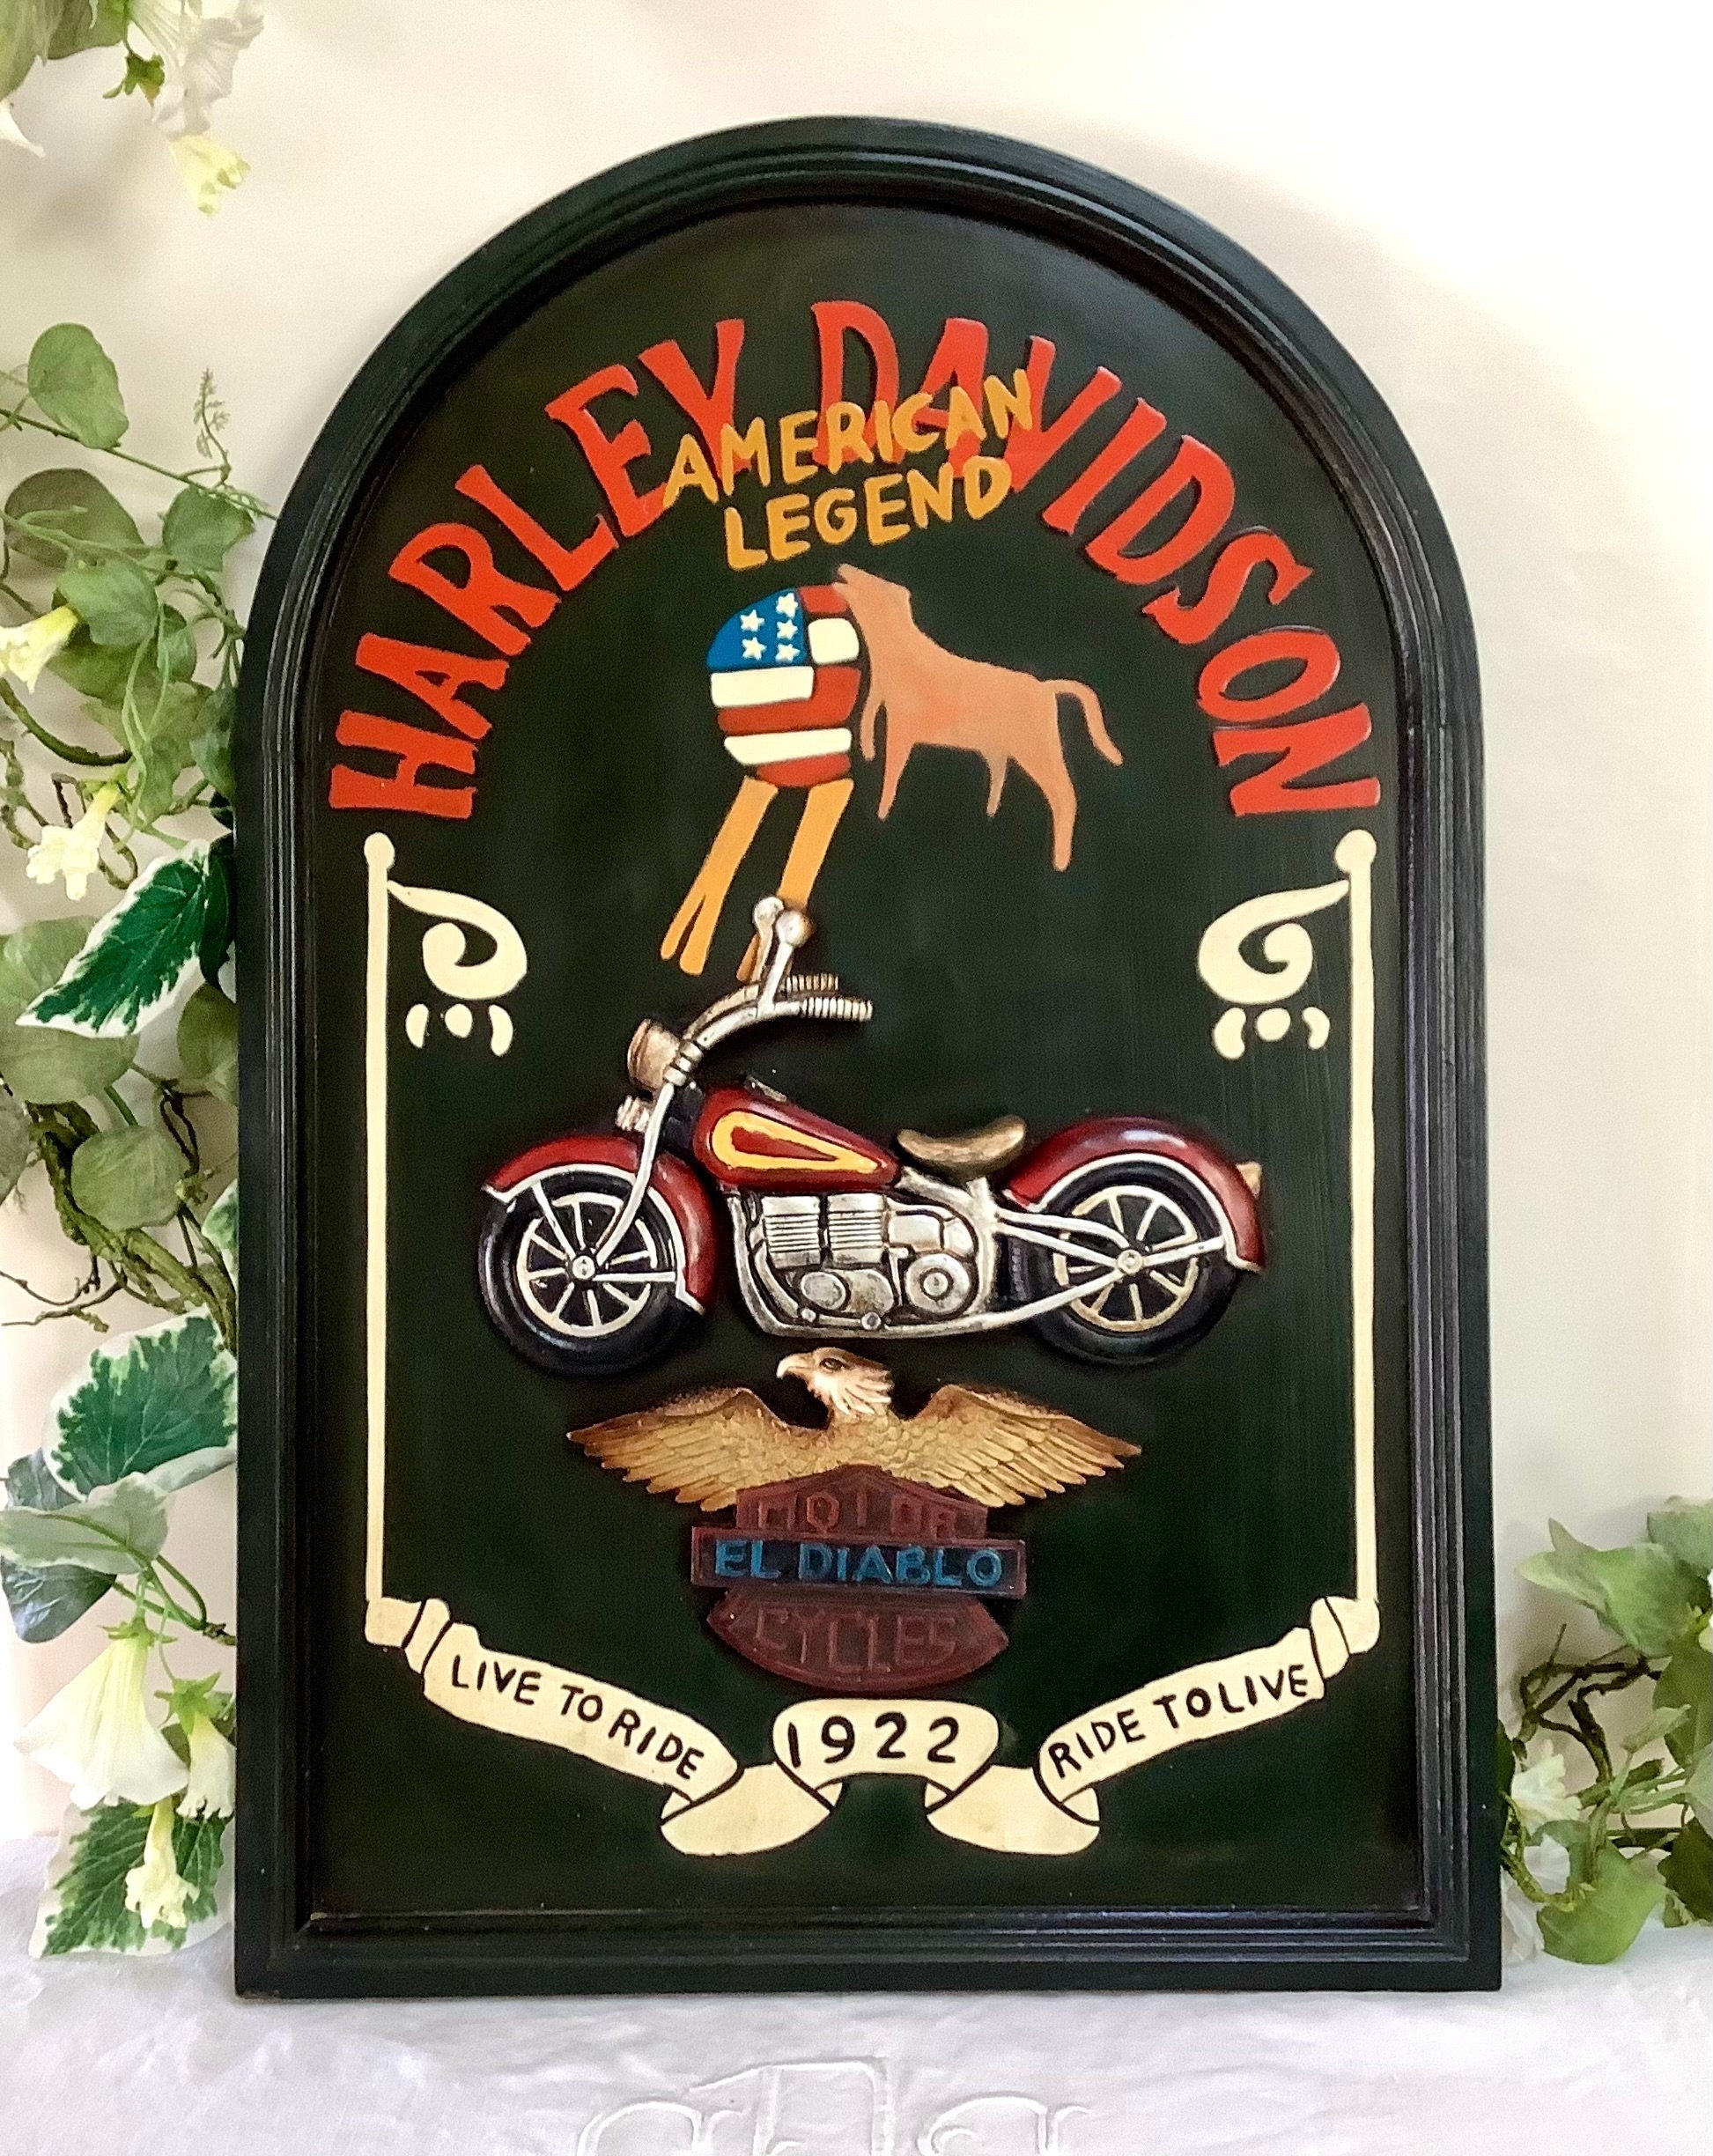 HARLEY DAVIDSON
AMERICAN
LEGEND
MOTOR
EL DIABLO
CYCLES
LIVE TO RIDE
1922
RIDE TO LIVE